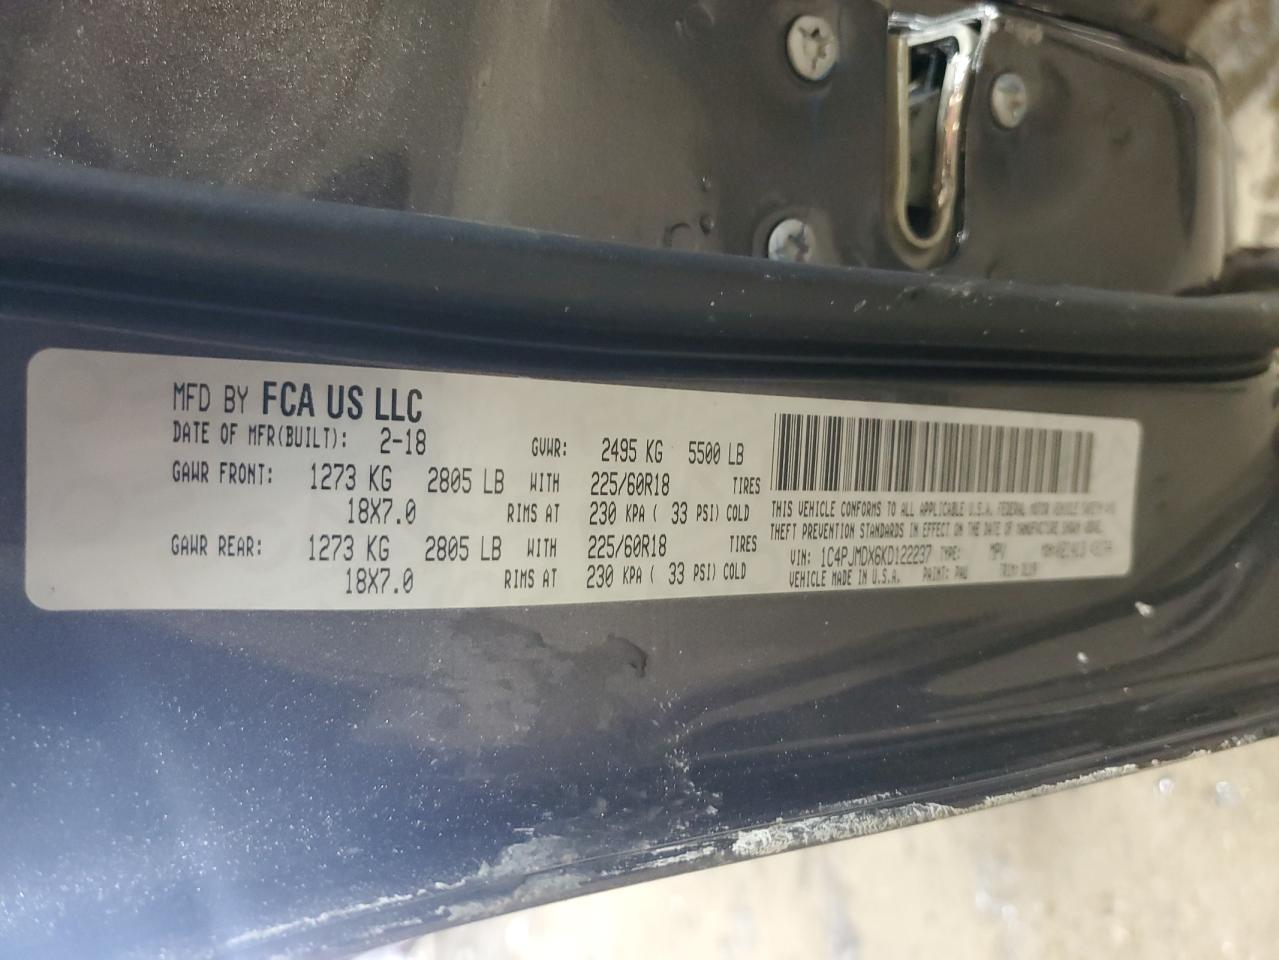 MFD BY FCA US LLC
DATE OF MFR(BUILT): 2-18 GVWR: 2495 KG 5500 LB
GAWR FRONT: 1273 KG 2805 LB WITH 225/60R18 TIRES
18X7.0 RIMS AT 230 KPA ( 33 PSI) COLD
GAWR REAR: 1273 KG 2805 LB WITH 225/60R18 TIRES
18X7.0 RIMS AT 230 KPA ( 33 PSI) COLD
THIS VEHICLE CONFORMS TO ALL APPLICABLE U.S.A. FEDERAL MOTOR VEHICLE SAFETY AND
THEFT PREVENTION STANDARDS IN EFFECT ON THE DATE OF MANUFACTURE SHOWN ABOVE.
VIN: 1C4PJMDX6KD122237 TYPE: MPV
VEHICLE MADE IN U.S.A. PAINT: PAU TRIM: